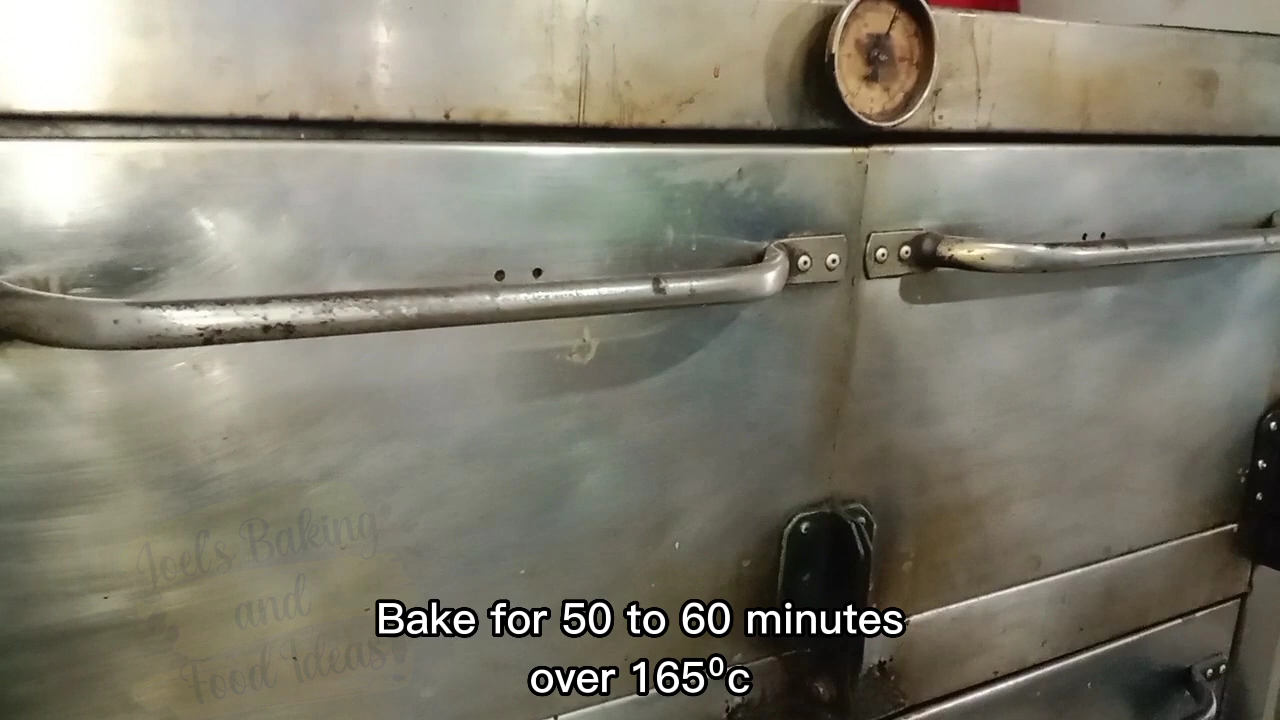 Joel's Baking
and
Food Ideas
Bake for 50 to 60 minutes
over 165⁰c